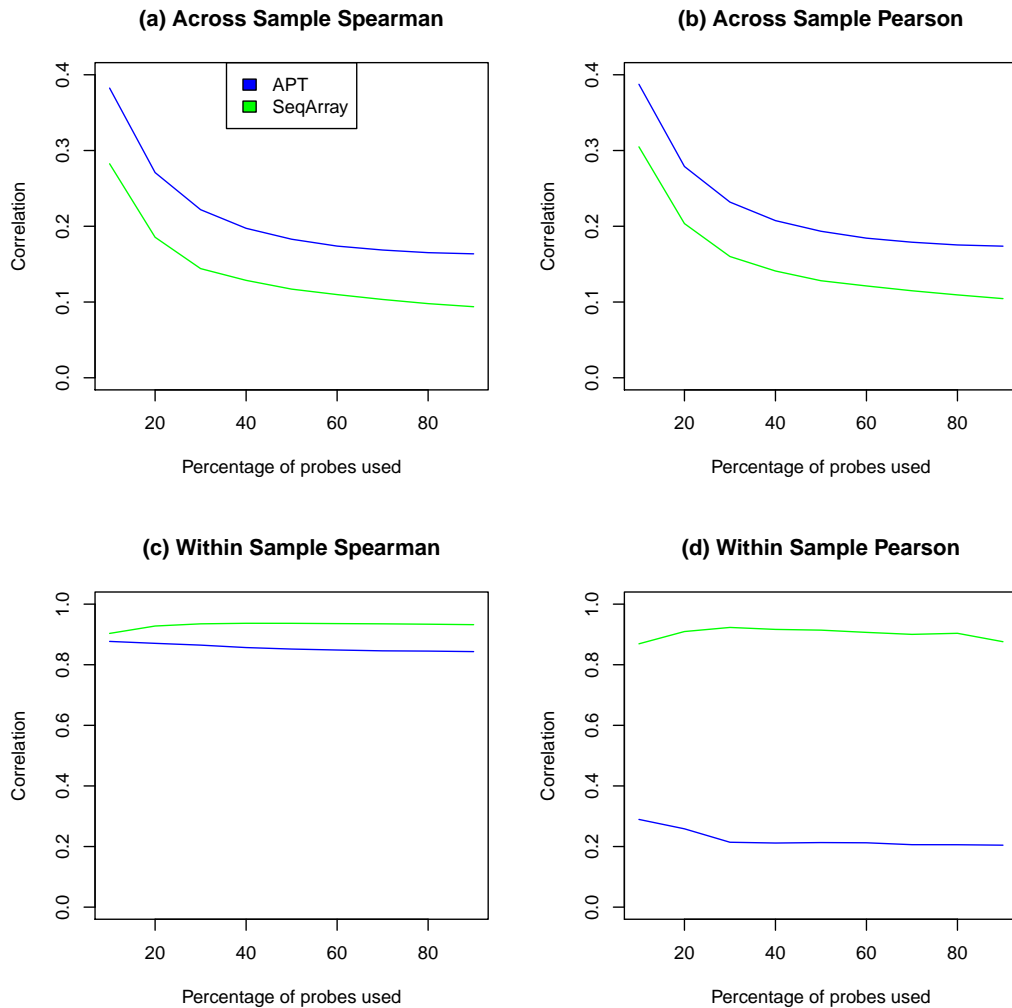 (a) Across Sample Spearman
Correlation
0.0 0.1 0.2 0.3 0.4
APT
SeqArray
20 40 60 80
Percentage of probes used
(b) Across Sample Pearson
Correlation
0.0 0.1 0.2 0.3 0.4
20 40 60 80
Percentage of probes used
(c) Within Sample Spearman
Correlation
0.0 0.2 0.4 0.6 0.8 1.0
20 40 60 80
Percentage of probes used
(d) Within Sample Pearson
Correlation
0.0 0.2 0.4 0.6 0.8 1.0
20 40 60 80
Percentage of probes used